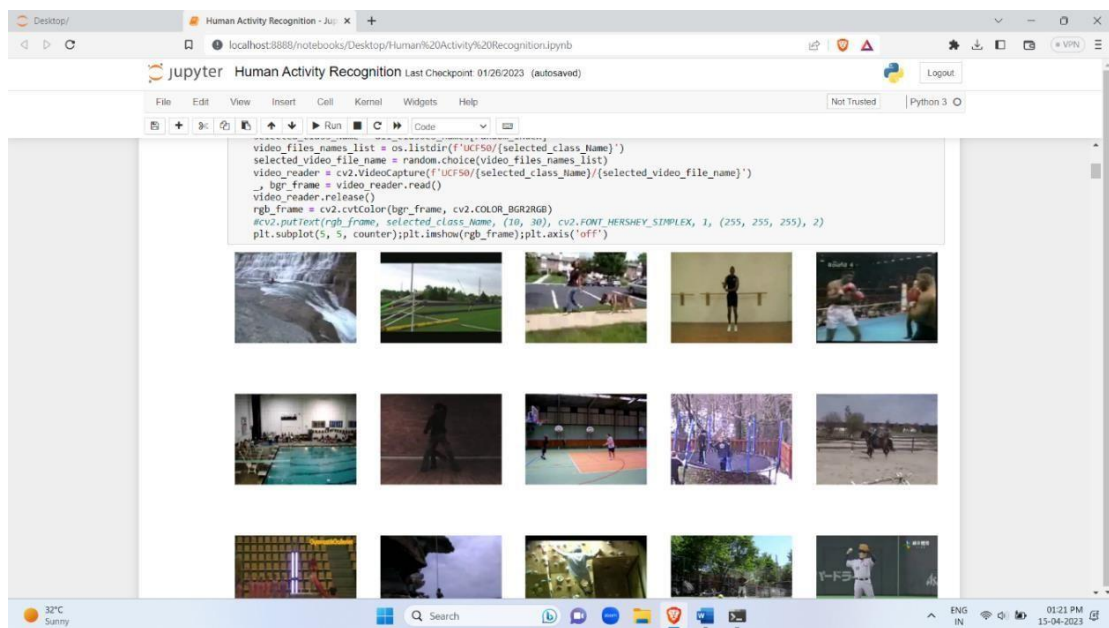 Desktop/
Human Activity Recognition - Jup
localhost:8888/notebooks/Desktop/Human%20Activity%20Recognition.ipynb
VPN
jupyter Human Activity Recognition Last Checkpoint: 01/26/2023 (autosaved)
Logout
File Edit View Insert Cell Kernel Widgets Help
Not Trusted
Python 3
Run
Code
video_files_names_list = os.listdir(f'UCF50/{selected_class_Name}')
selected_video_file_name = random.choice(video_files_names_list)
video_reader = cv2.VideoCapture(f'UCF50/{selected_class_Name}/{selected_video_file_name}')
_, bgr_frame = video_reader.read()
video_reader.release()
rgb_frame = cv2.cvtColor(bgr_frame, cv2.COLOR_BGR2RGB)
#cv2.putText(rgb_frame, selected_class_Name, (10, 30), cv2.FONT_HERSHEY_SIMPLEX, 1, (255, 255, 255), 2)
plt.subplot(5, 5, counter);plt.imshow(rgb_frame);plt.axis('off')
32°C
Sunny
Search
ENG
IN
01:21 PM
15-04-2023